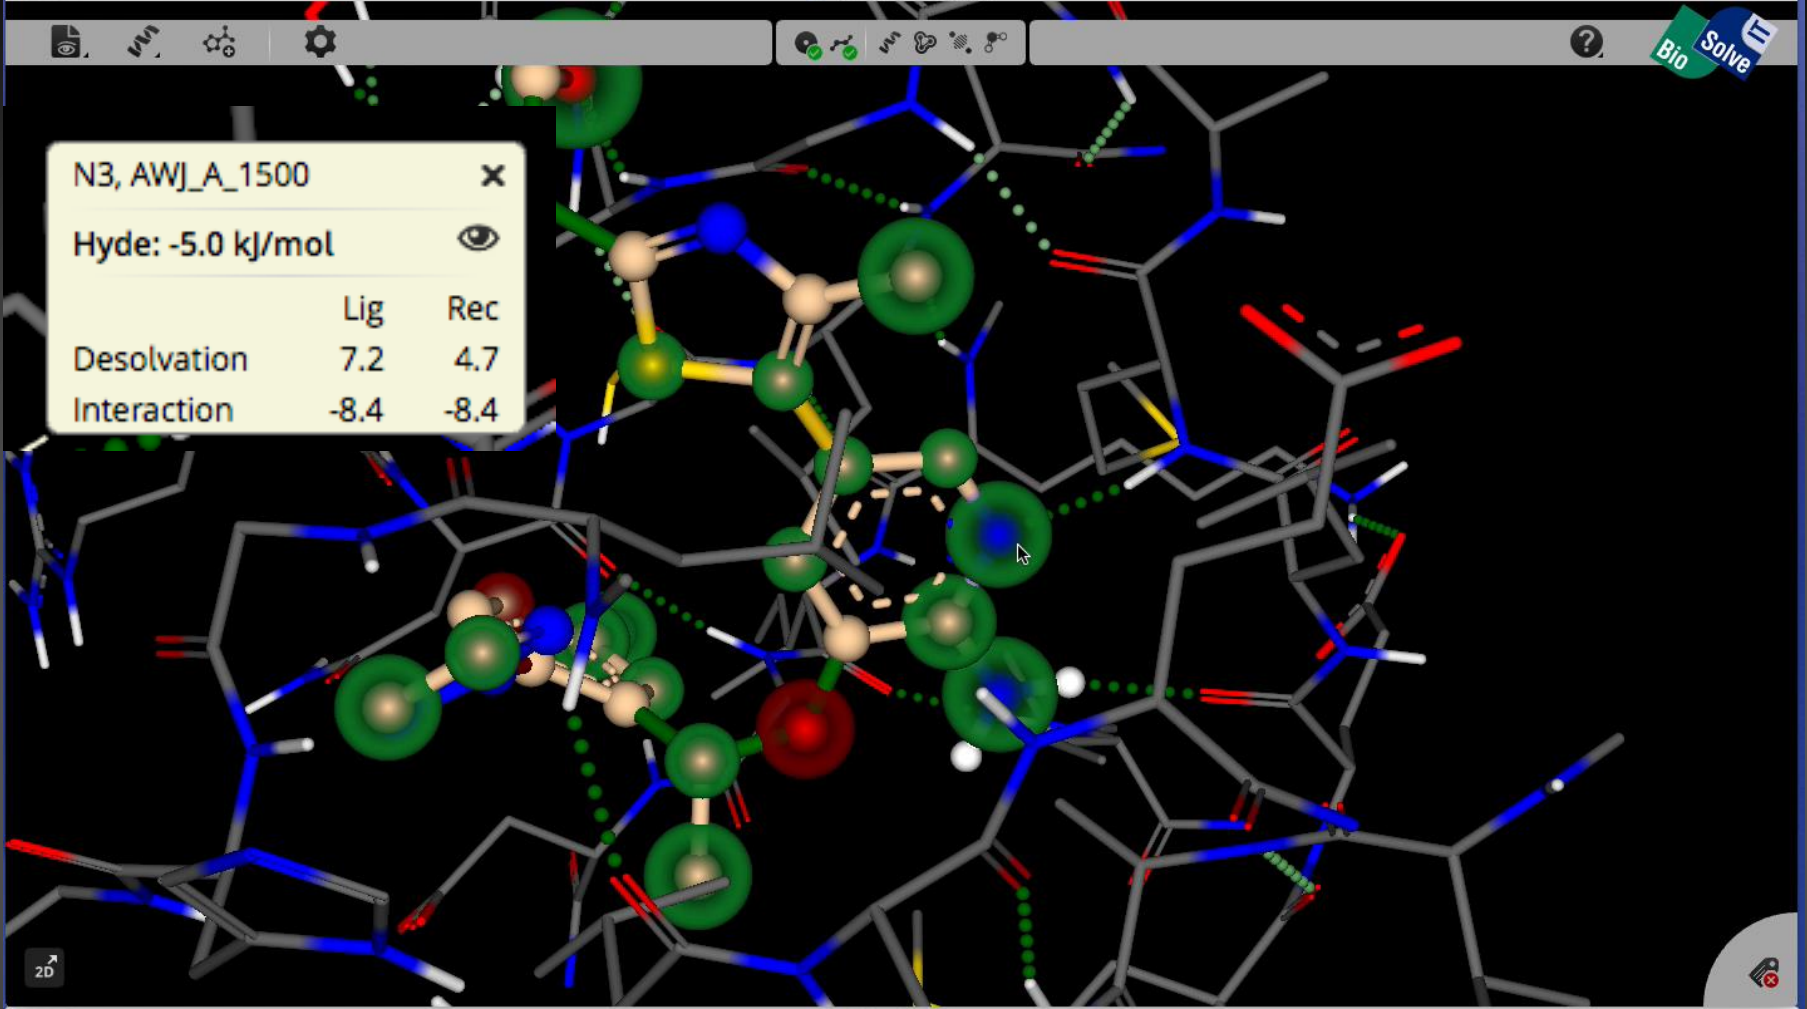 Bio
Solve
IT
N3, AWJ_A_1500
Hyde: -5.0 kJ/mol
Lig Rec
Desolvation 7.2 4.7
Interaction -8.4 -8.4
2D